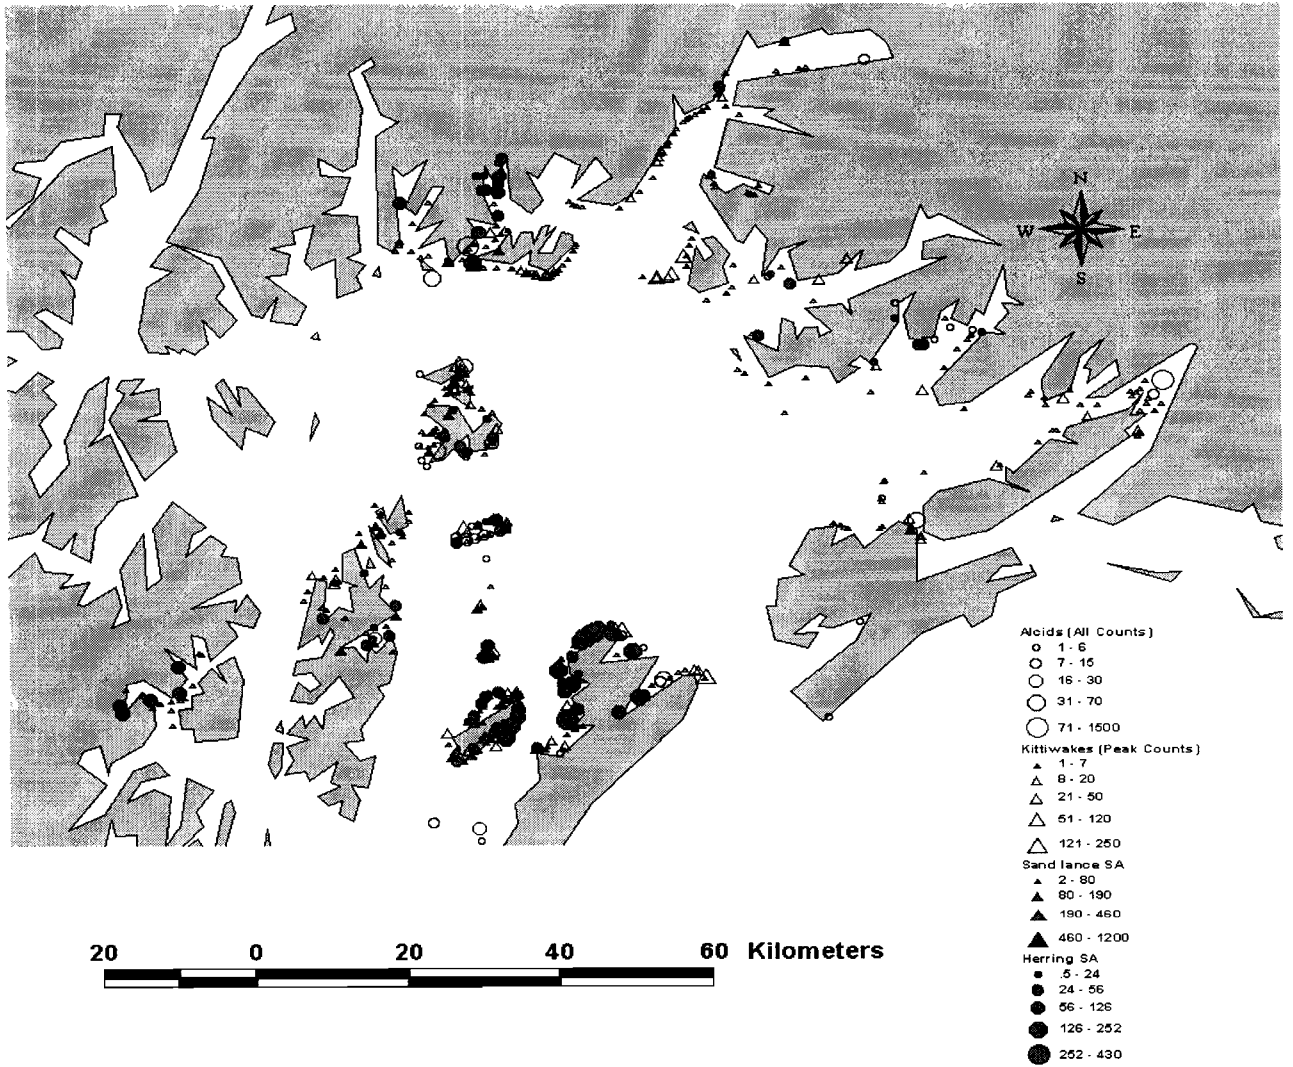 N
W E
S
Alcids (All Counts)
1 - 6
7 - 15
16 - 30
31 - 70
71 - 1500
Kittiwakes (Peak Counts)
1 - 7
8 - 20
21 - 50
51 - 120
121 - 250
Sand lance SA
2 - 80
80 - 190
190 - 460
460 - 1200
Herring SA
.5 - 24
24 - 56
56 - 126
126 - 252
252 - 430
20 0 20 40 60 Kilometers